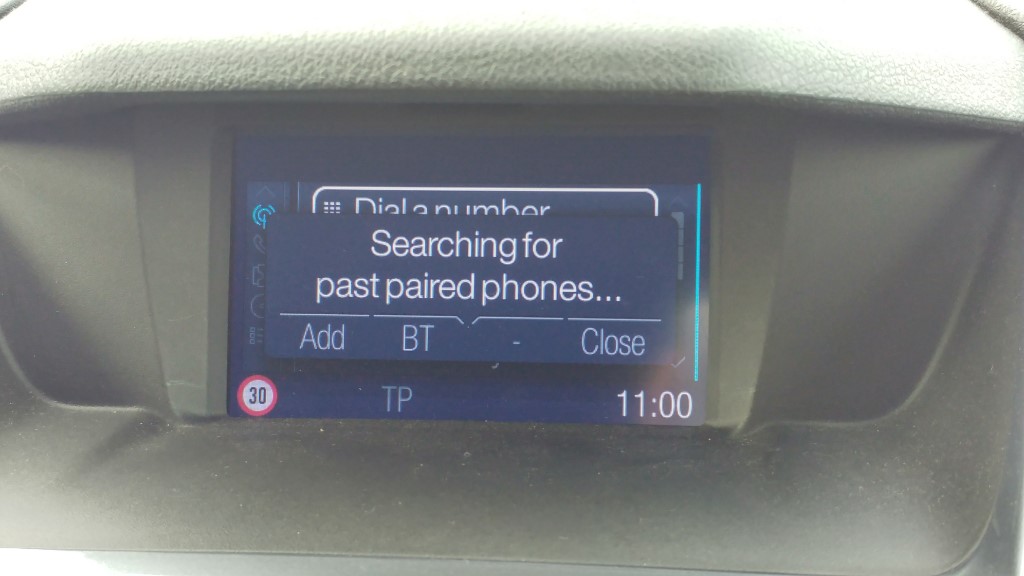 Dial a number
Searching for
past paired phones...
Add BT - Close
30 TP 11:00